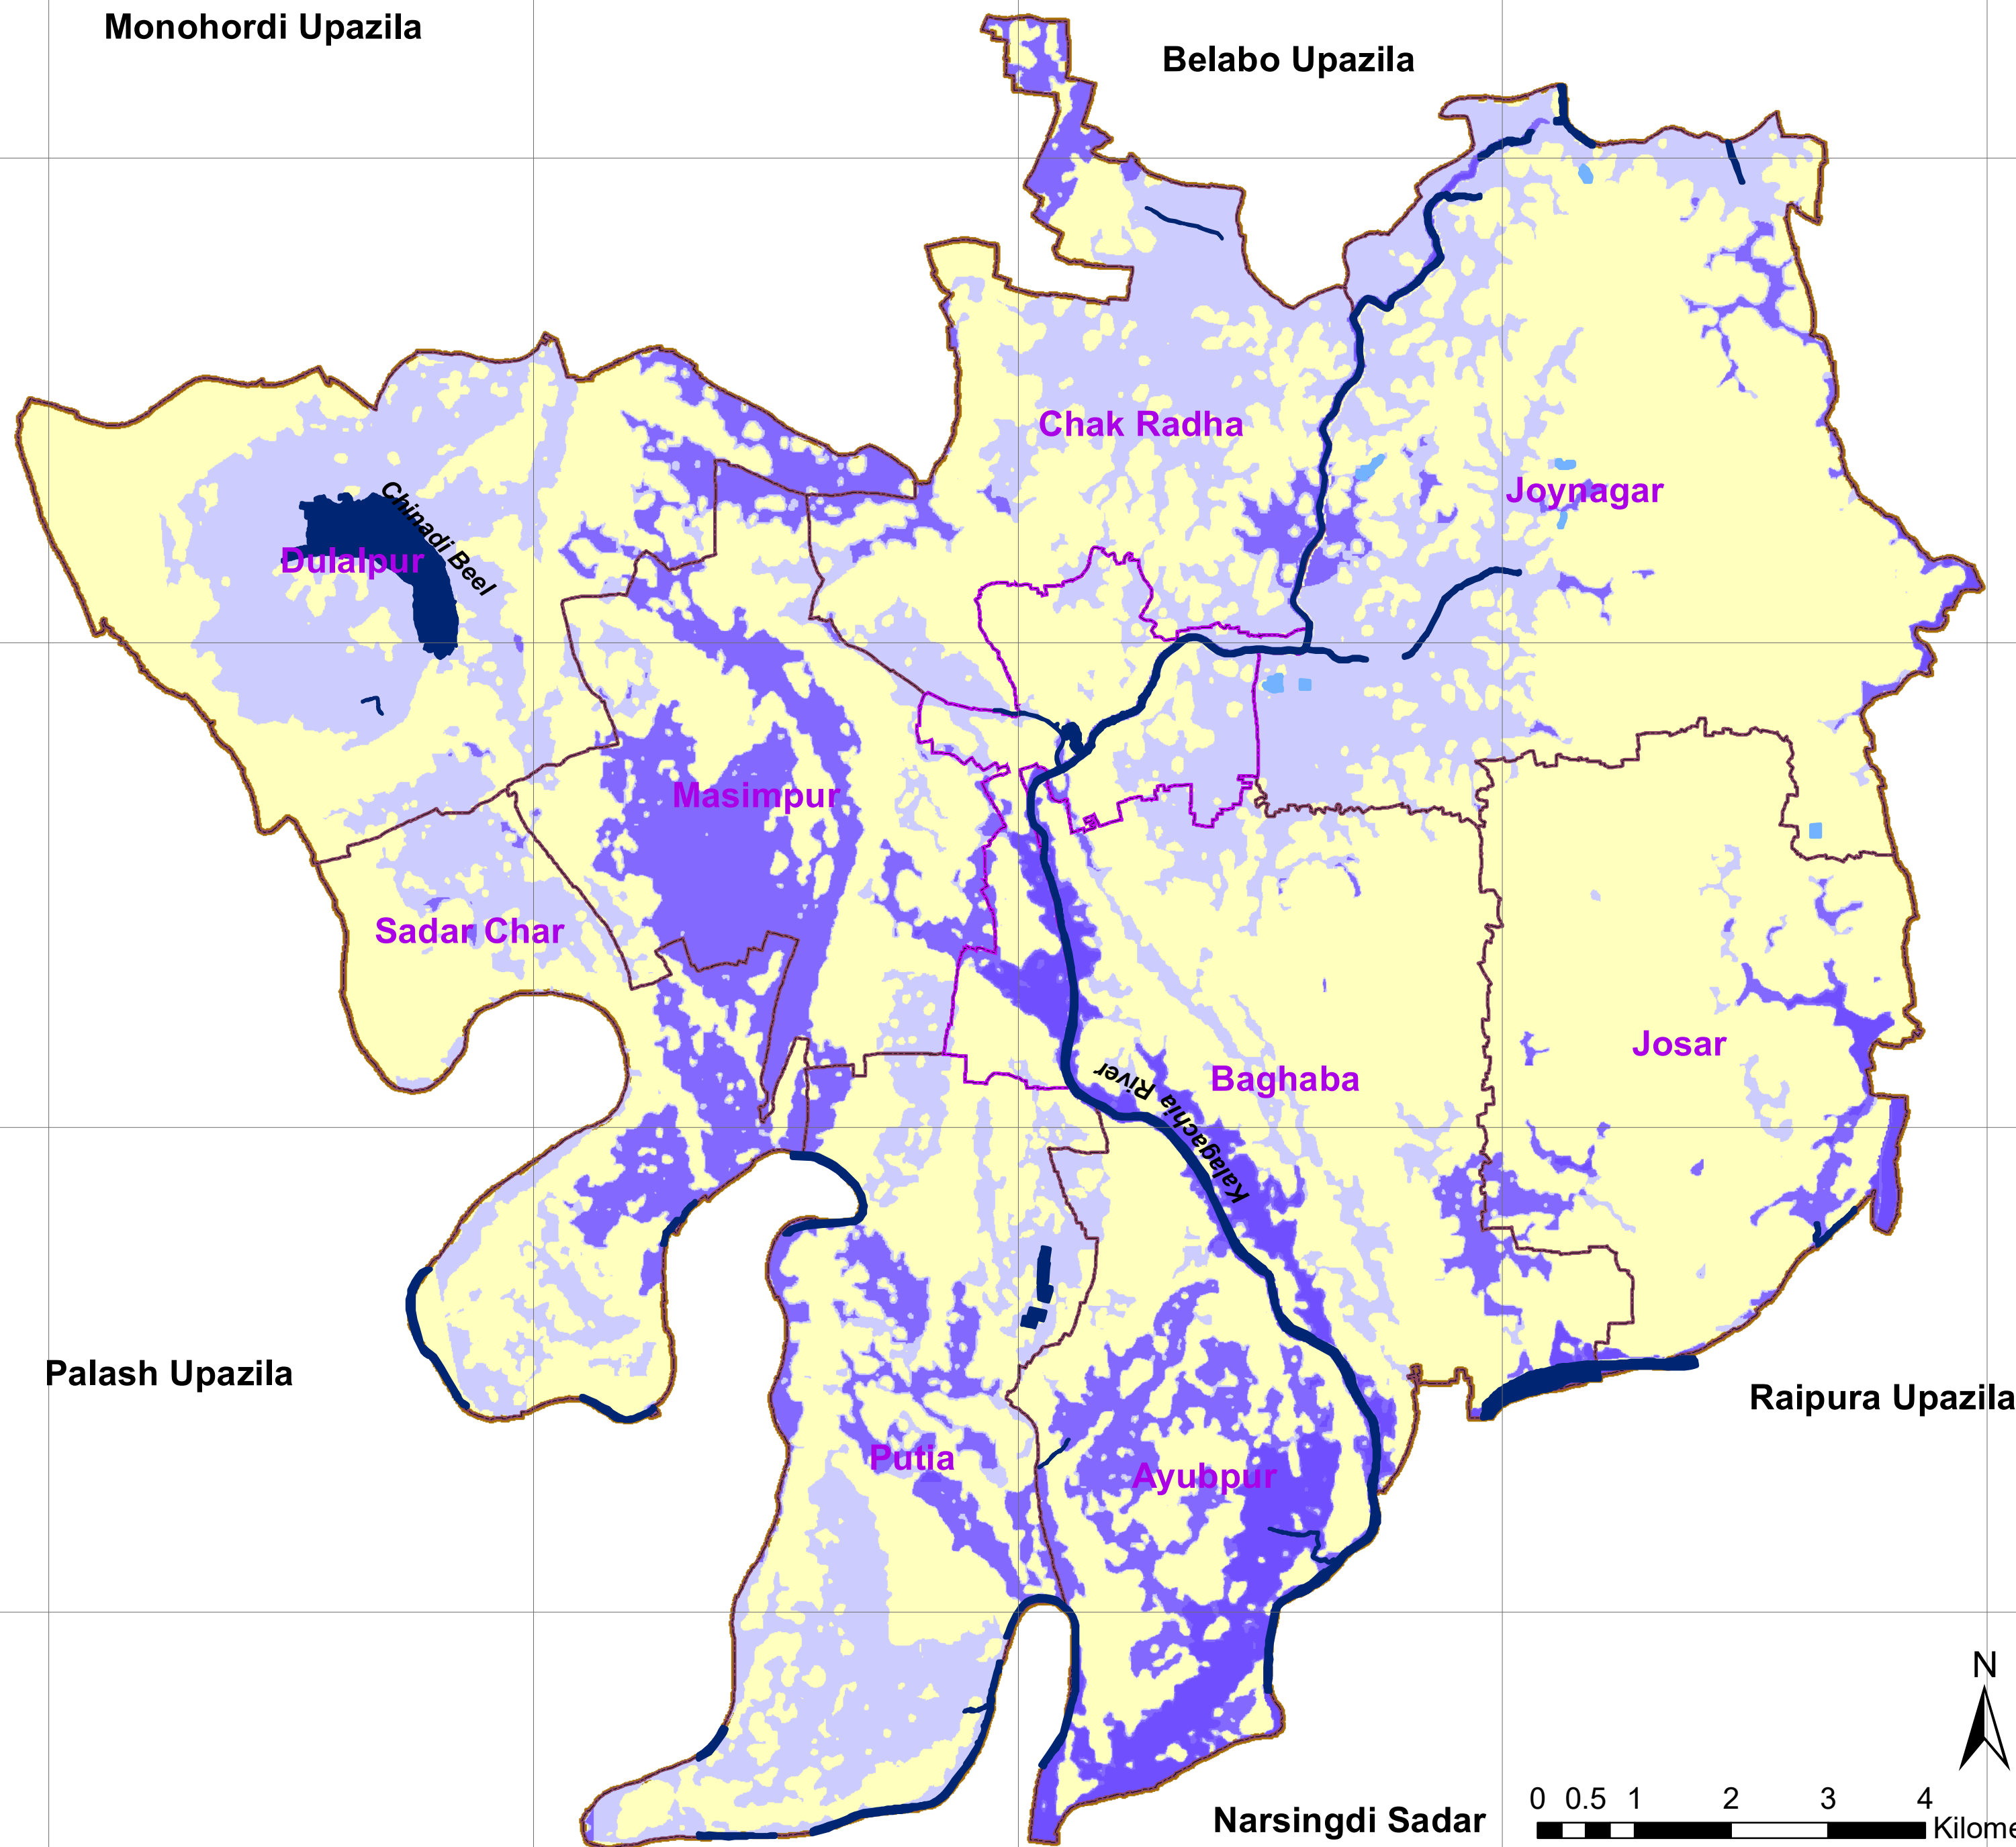 Monohordi Upazila
Belabo Upazila
Chak Radha
Joynagar
Chinadi Beel
Dulalpur
Masimpur
Sadar Char
Josar
Baghaba
Kalagachia River
Palash Upazila
Raipura Upazila
Putia
Ayubpur
N
Narsingdi Sadar
0 0.5 1 2 3 4
Kilom